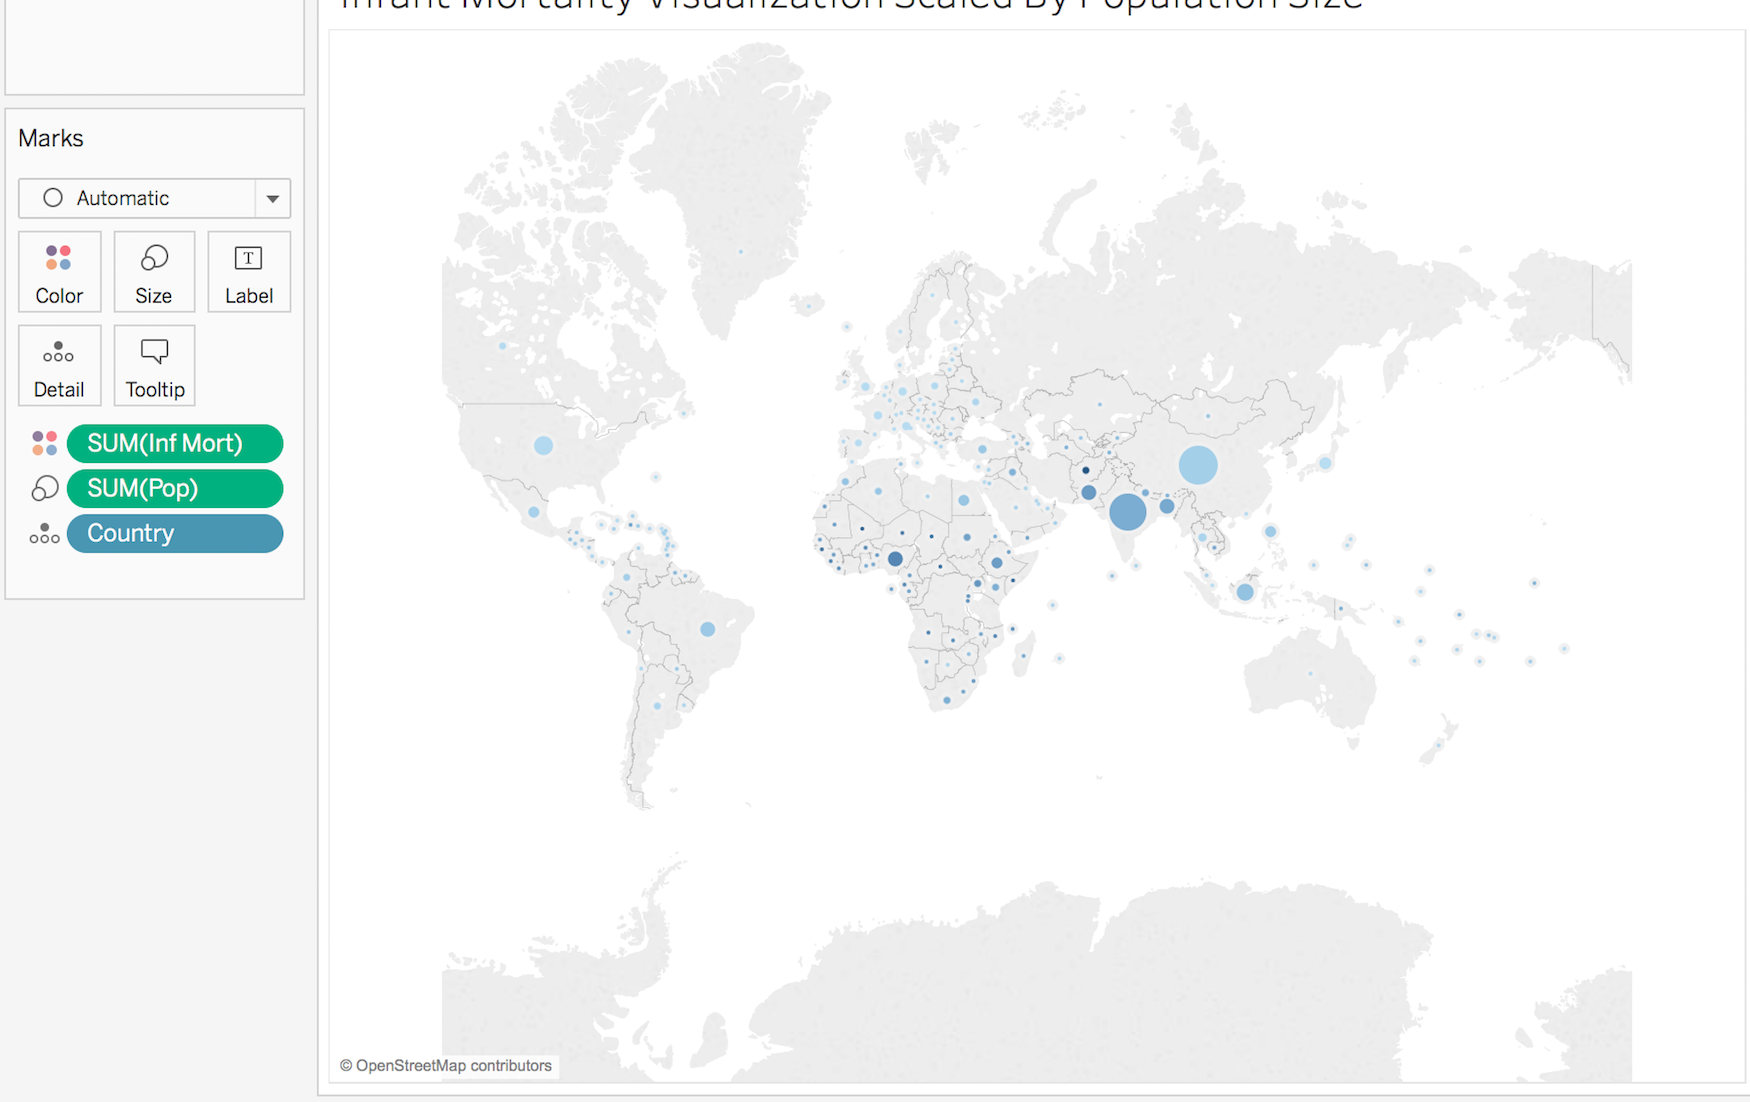 Infant Mortality Visualization Scaled By Population Size
Marks
Automatic
Color
Size
T
Label
Detail
Tooltip
SUM(Inf Mort)
SUM(Pop)
Country
© OpenStreetMap contributors